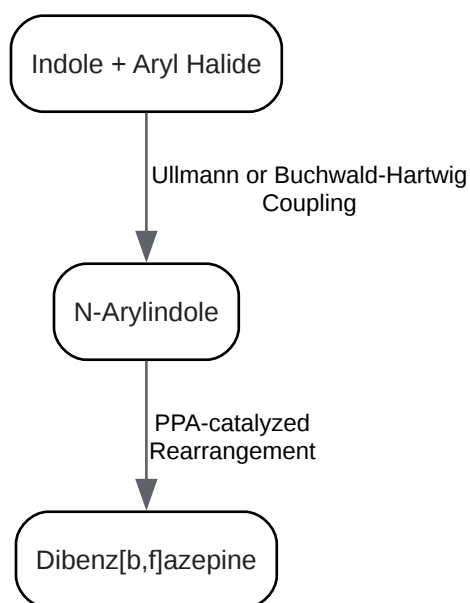 Indole + Aryl Halide
Ullmann or Buchwald-Hartwig
Coupling
N-Arylindole
PPA-catalyzed
Rearrangement
Dibenz[b,f]azepine